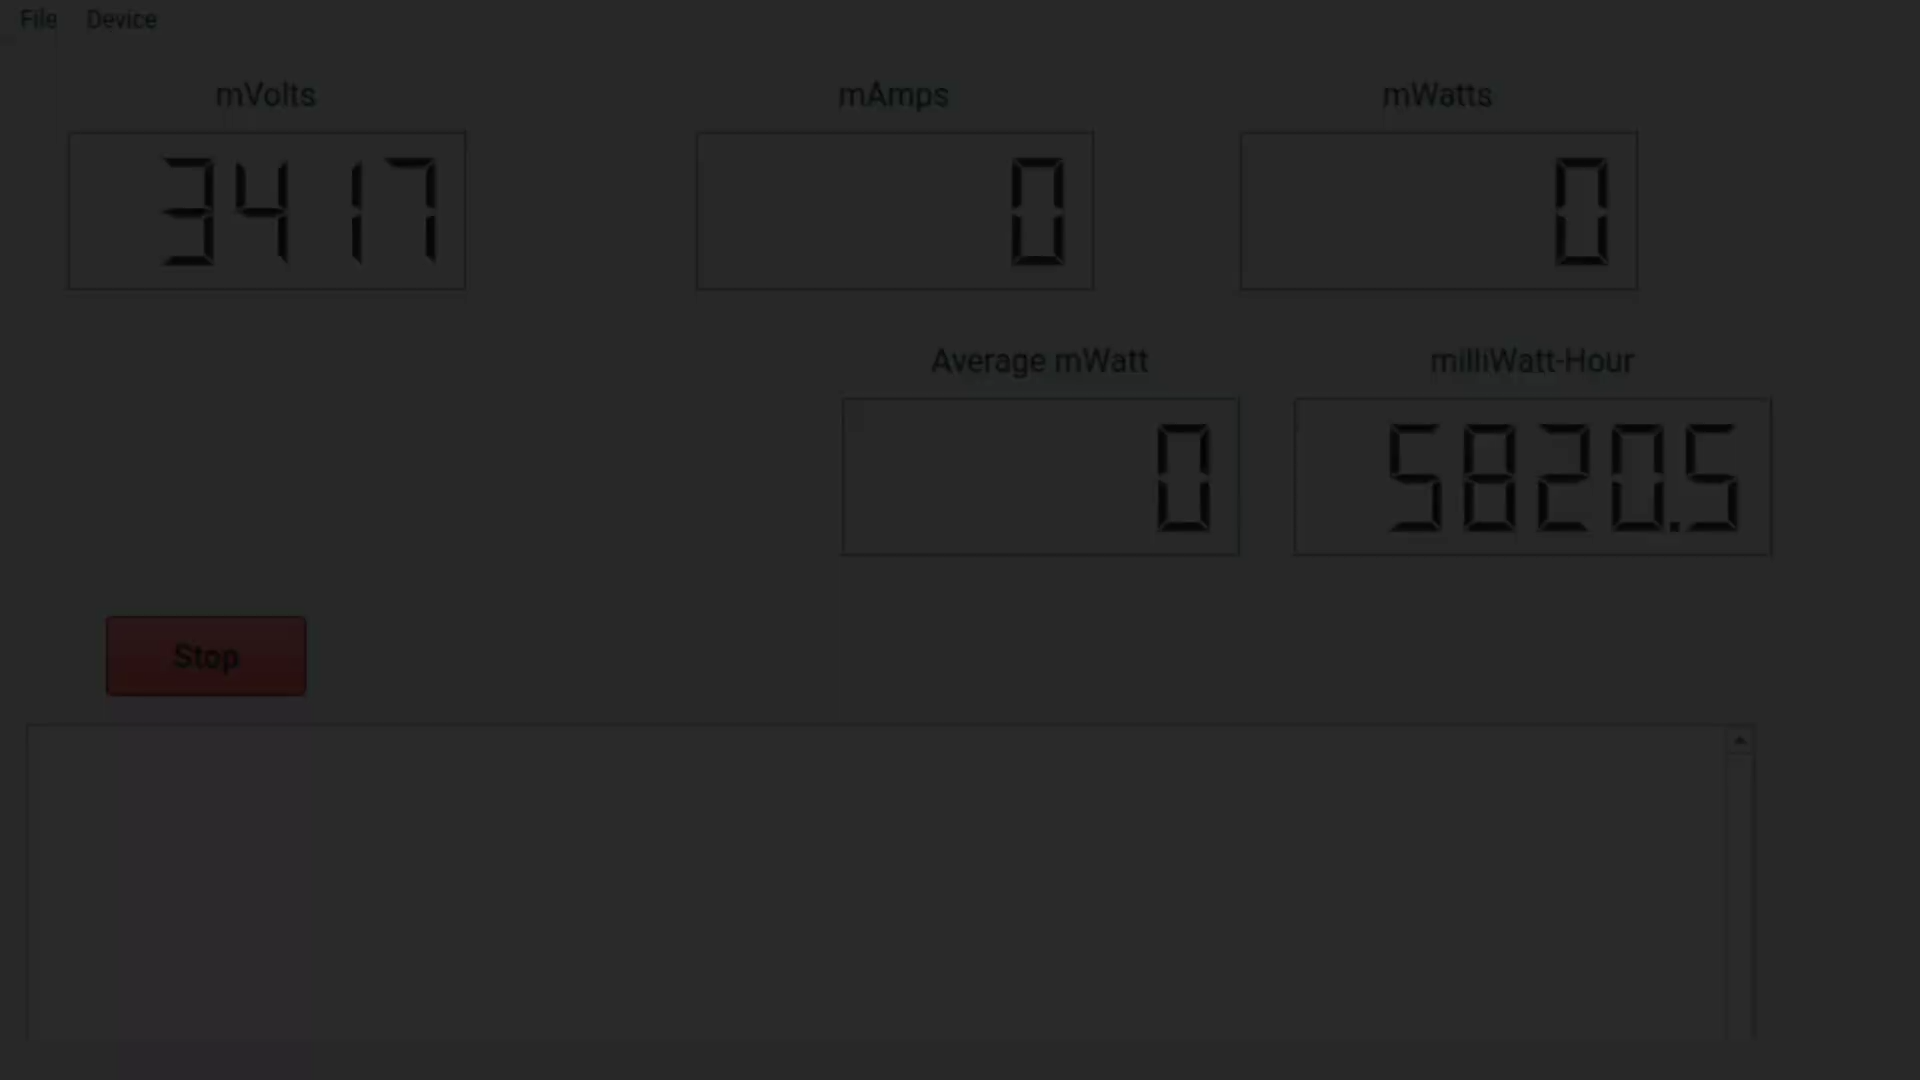 File Device
mVolts mAmps mWatts
3417 0 0
Average mWatt milliWatt-Hour
0 5820.5
Stop